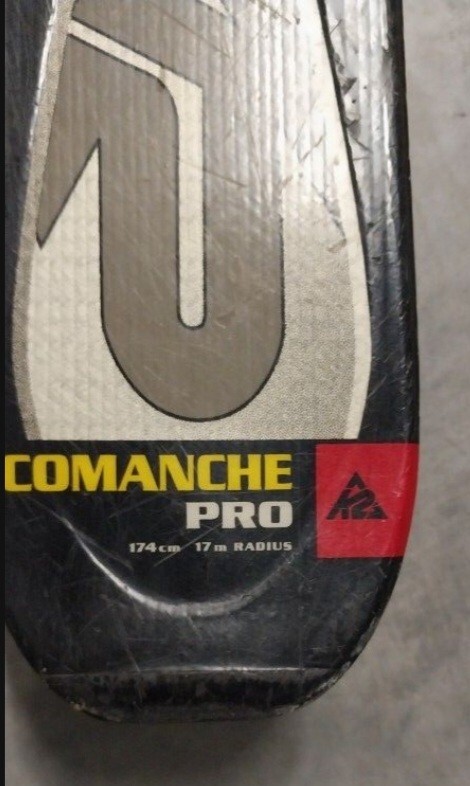 COMANCHE
PRO
K2
174cm 17m RADIUS